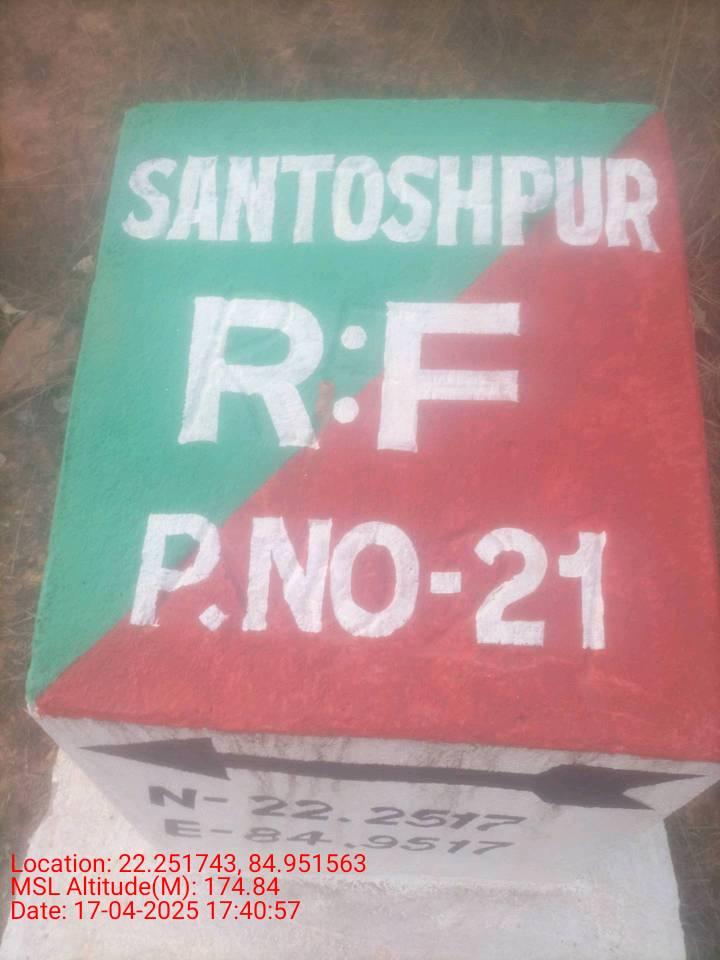 SANTOSHPUR
R:F
P.NO-21
N-22.2517
E-84.9517
Location: 22.251743, 84.951563
MSL Altitude(M): 174.84
Date: 17-04-2025 17:40:57